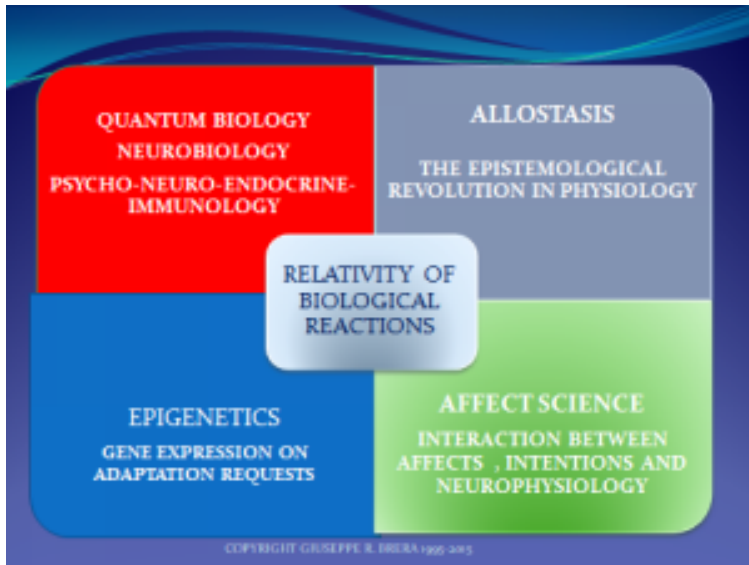 QUANTUM BIOLOGY
NEUROBIOLOGY
PSYCHO-NEURO-ENDOCRINE-
IMMUNOLOGY
ALLOSTASIS
THE EPISTEMOLOGICAL
REVOLUTION IN PHYSIOLOGY
RELATIVITY OF
BIOLOGICAL
REACTIONS
EPIGENETICS
GENE EXPRESSION ON
ADAPTATION REQUESTS
AFFECT SCIENCE
INTERACTION BETWEEN
AFFECTS , INTENTIONS AND
NEUROPHYSIOLOGY
COPYRIGHT GIUSEPPE R. BRERA 1995-2015